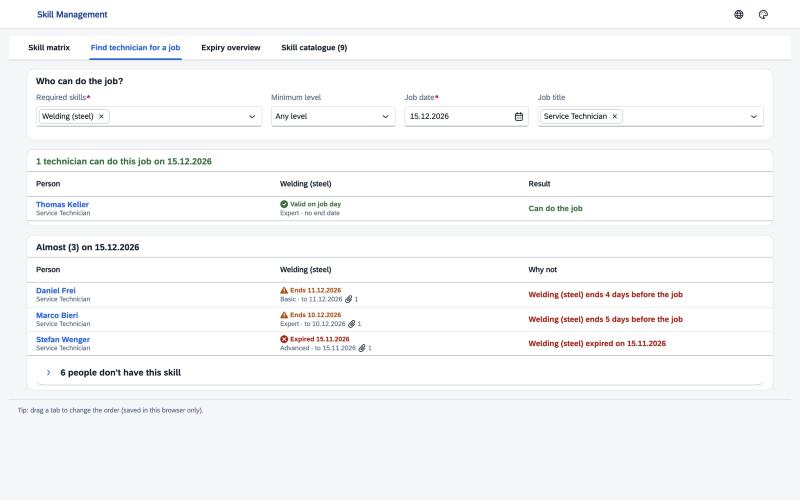 Skill Management
Skill matrix
Find technician for a job
Expiry overview
Skill catalogue (9)
Who can do the job?
Required skills*
Minimum level
Job date*
Job title
Welding (steel)
Any level
15.12.2026
Service Technician
1 technician can do this job on 15.12.2026
Person
Welding (steel)
Result
Thomas Keller
Service Technician
Valid on job day
Expert · no end date
Can do the job
Almost (3) on 15.12.2026
Person
Welding (steel)
Why not
Daniel Frei
Service Technician
Ends 11.12.2026
Basic · to 11.12.2026 1
Welding (steel) ends 4 days before the job
Marco Bieri
Service Technician
Ends 10.12.2026
Expert · to 10.12.2026 1
Welding (steel) ends 5 days before the job
Stefan Wenger
Service Technician
Expired 15.11.2026
Advanced · to 15.11.2026 1
Welding (steel) expired on 15.11.2026
6 people don't have this skill
Tip: drag a tab to change the order (saved in this browser only).